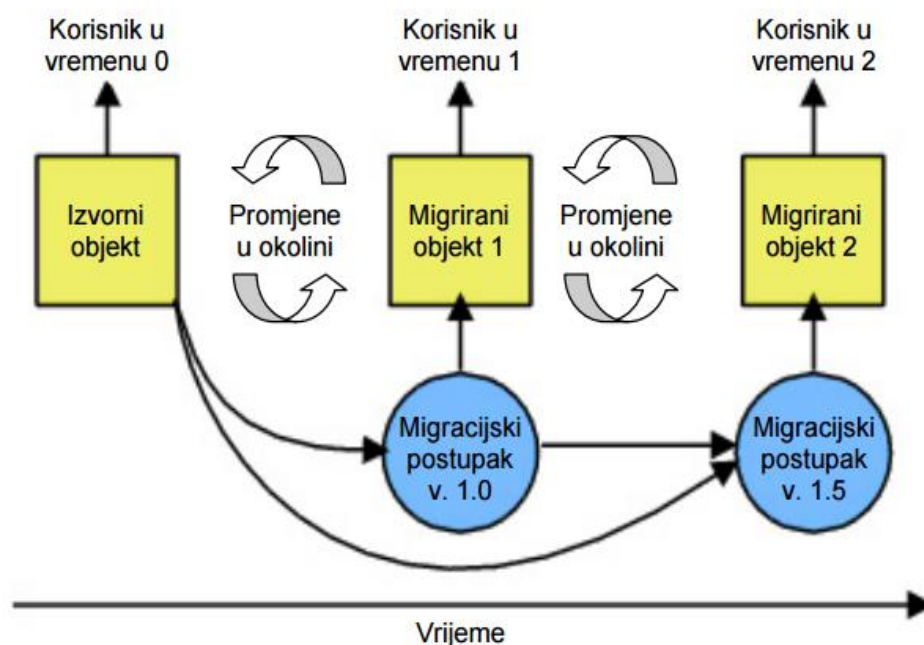 Korisnik u
vremenu 0
Korisnik u
vremenu 1
Korisnik u
vremenu 2
Izvorni
objekt
Promjene
u okolini
Migrirani
objekt 1
Promjene
u okolini
Migrirani
objekt 2
Migracijski
postupak
v. 1.0
Migracijski
postupak
v. 1.5
Vrijeme